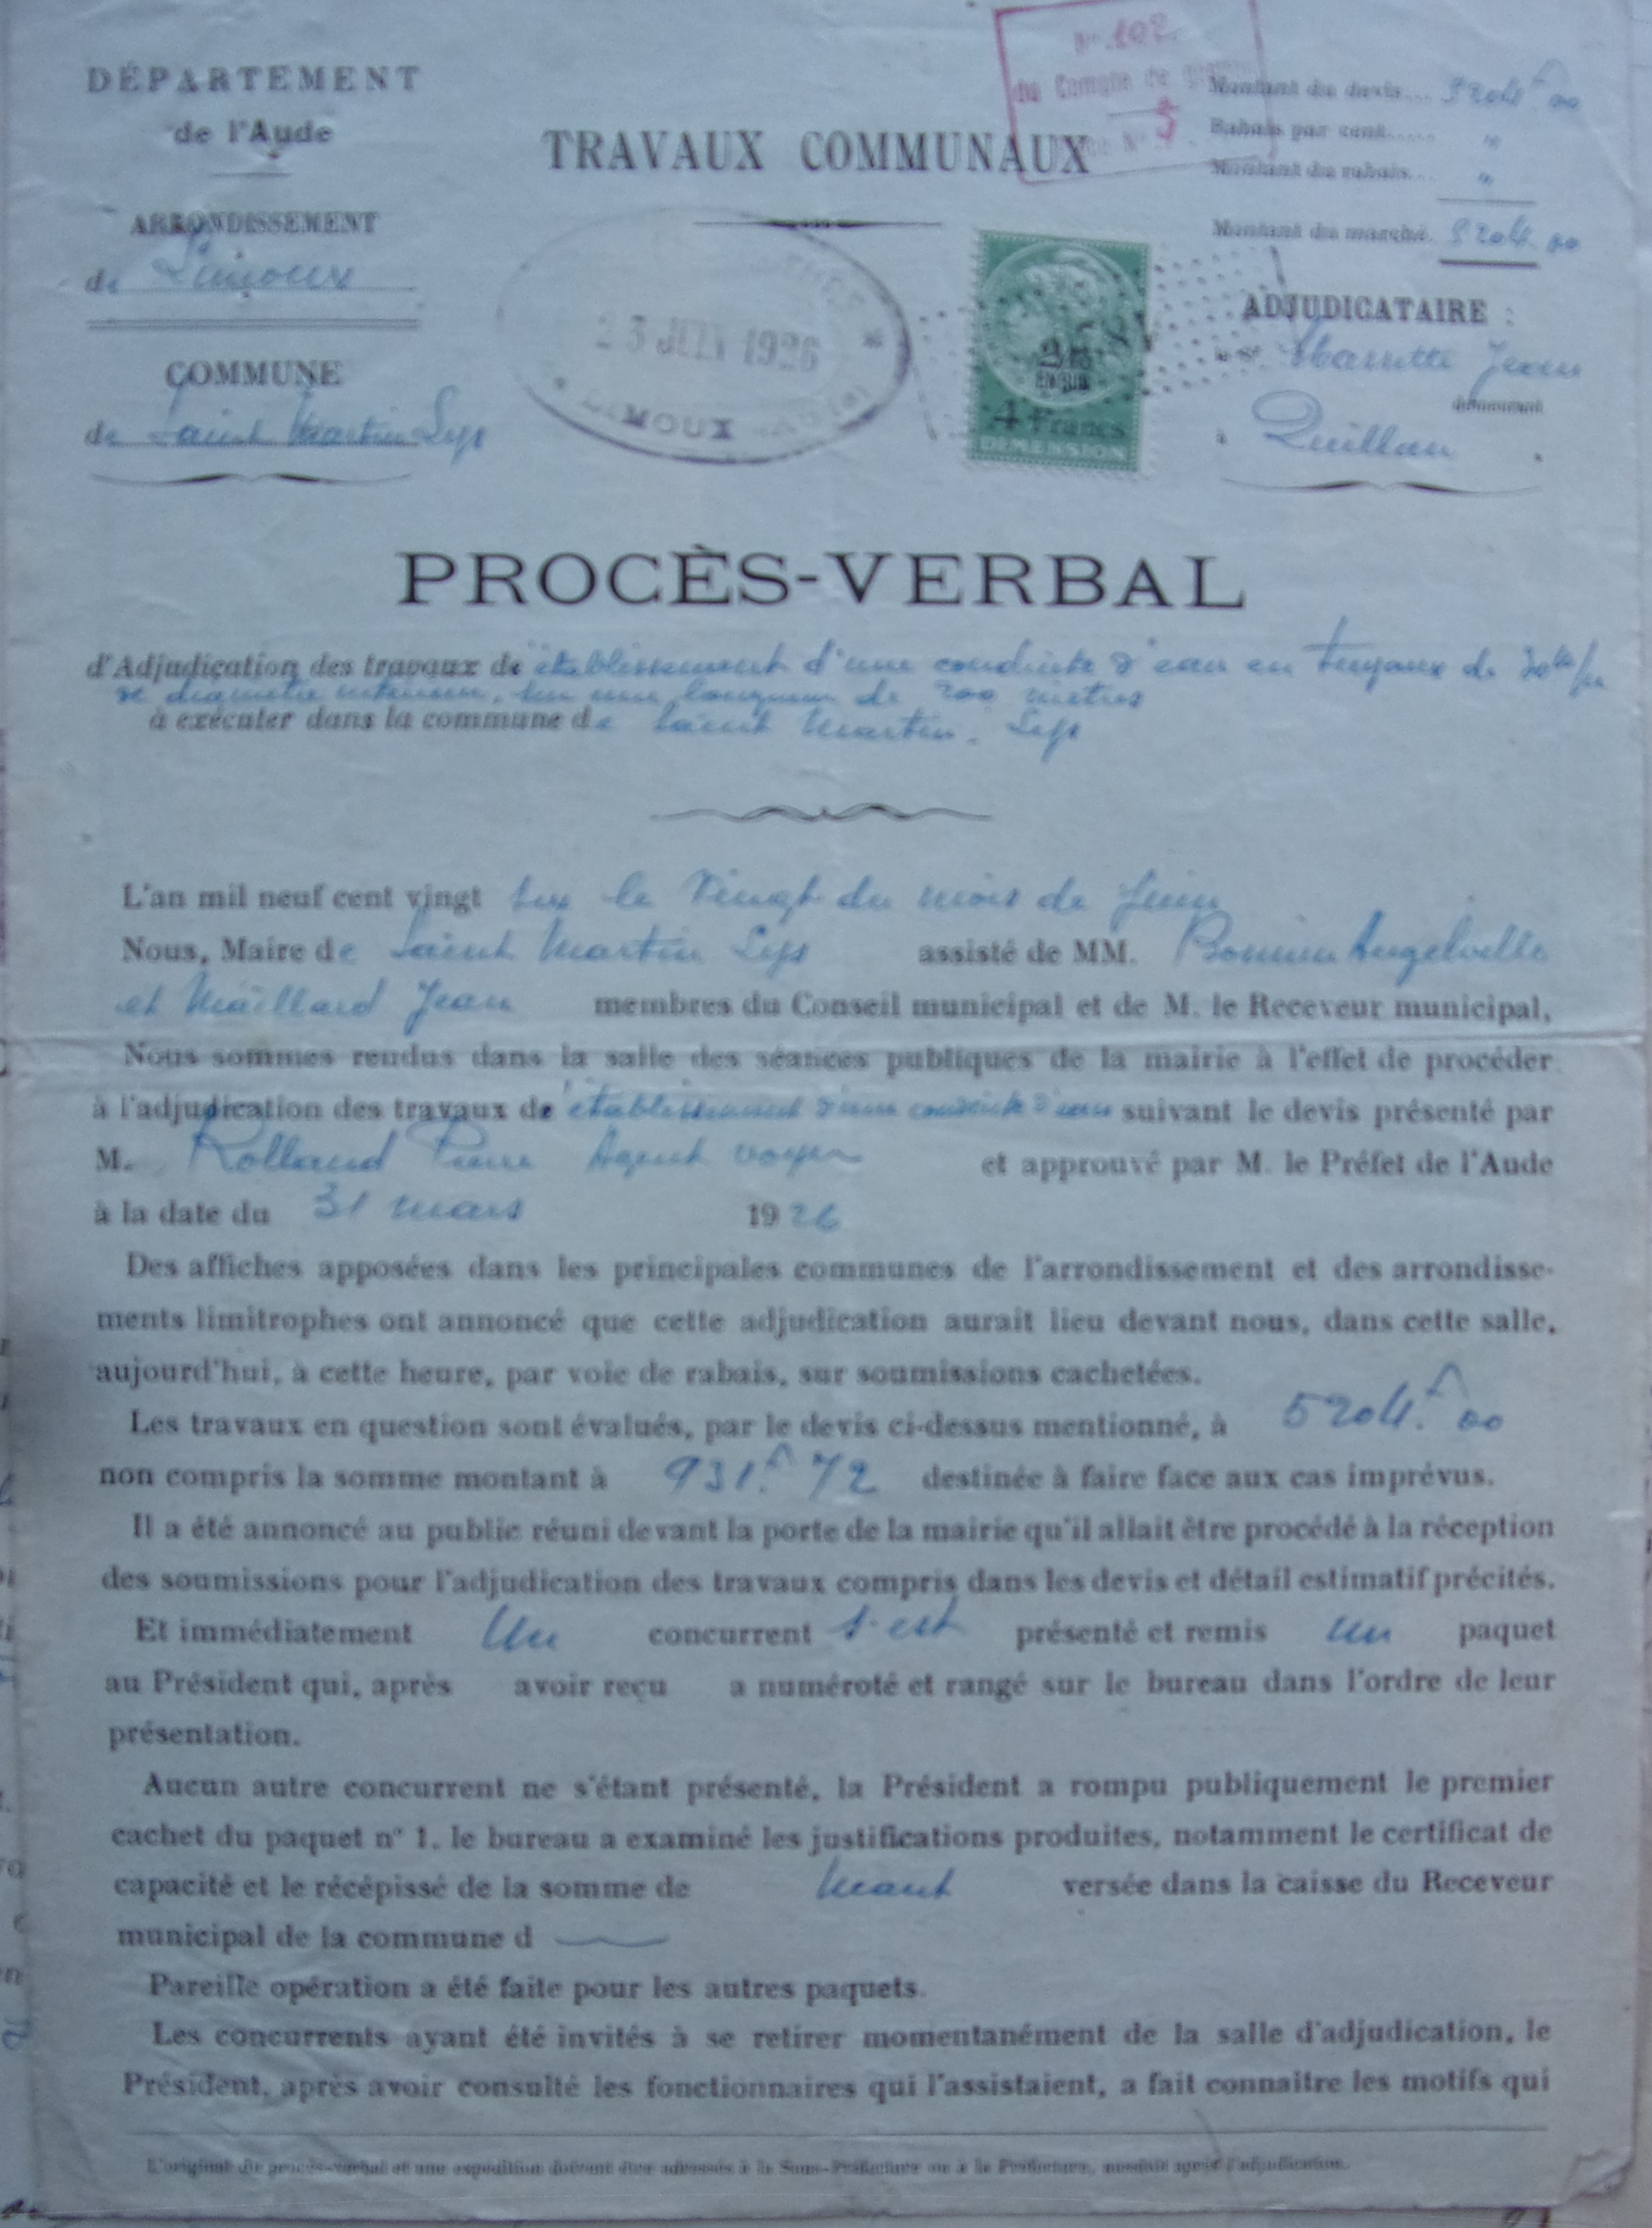 DÉPARTEMENT
de l'Aude
ARRONDISSEMENT
de Limoux
COMMUNE
de Saint Martin Lys
TRAVAUX COMMUNAUX
N° 102
du Compte de
N° 5
23 JUIN 1926
LIMOUX
4 Francs
DIMENSION
Montant du devis.... 5204f 00
Rabais par cent...... "
Montant du rabais.... "
Montant du marché. 5204. 00
ADJUDICATAIRE :
le Sr Jean
demeurant
à Quillan .
PROCÈS-VERBAL
d'Adjudication des travaux de l'établissement d'une conduite d'eau en tuyaux de
de diamètre intérieur, sur une longueur de 200 mètres
à exécuter dans la commune de Saint Martin. Lys
L'an mil neuf cent vingt six le Vingt du mois de Juin
Nous, Maire de Saint Martin Lys assisté de MM.
et Maillard Jean membres du Conseil municipal et de M. le Receveur municipal,
Nous sommes rendus dans la salle des séances publiques de la mairie à l'effet de procéder
à l'adjudication des travaux de l'établissement d'une conduite d'eau suivant le devis présenté par
M. Rolland Pierre Agent voyer et approuvé par M. le Préfet de l'Aude
à la date du 31 mars 1926
Des affiches apposées dans les principales communes de l'arrondissement et des arrondisse-
ments limitrophes ont annoncé que cette adjudication aurait lieu devant nous, dans cette salle,
aujourd'hui, à cette heure, par voie de rabais, sur soumissions cachetées.
Les travaux en question sont évalués, par le devis ci-dessus mentionné, à 5204.f 00
non compris la somme montant à 931.f 72 destinée à faire face aux cas imprévus.
Il a été annoncé au public réuni devant la porte de la mairie qu'il allait être procédé à la réception
des soumissions pour l'adjudication des travaux compris dans les devis et détail estimatif précités.
Et immédiatement Un concurrent s'est présenté et remis un paquet
au Président qui, après avoir reçu a numéroté et rangé sur le bureau dans l'ordre de leur
présentation.
Aucun autre concurrent ne s'étant présenté, la Président a rompu publiquement le premier
cachet du paquet n° 1, le bureau a examiné les justifications produites, notamment le certificat de
capacité et le récépissé de la somme de Néant versée dans la caisse du Receveur
municipal de la commune d
Pareille opération a été faite pour les autres paquets.
Les concurrents ayant été invités à se retirer momentanément de la salle d'adjudication, le
Président, après avoir consulté les fonctionnaires qui l'assistaient, a fait connaître les motifs qui
L'original du procès-verbal et une expédition doivent être adressés à la Sous-Préfecture ou à la Préfecture, aussitôt après l'adjudication.